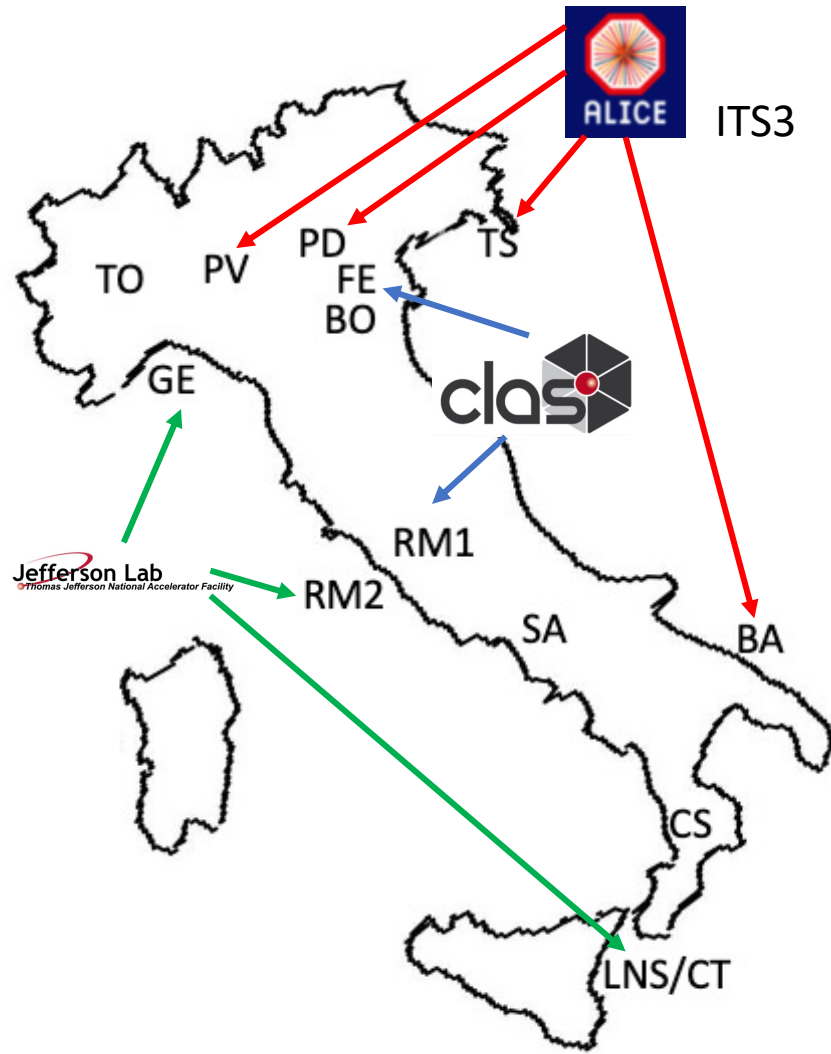 ALICE
ITS3
PD
TS
PV
TO
FE
BO
GE
clas
RM1
Jefferson Lab
Thomas Jefferson National Accelerator Facility
RM2
SA
BA
CS
LNS/CT